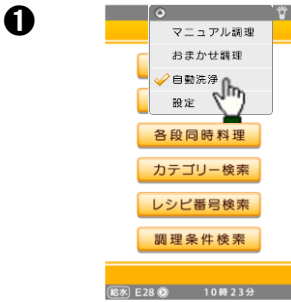 ❶
マニュアル調理
おまかせ調理
自動洗浄
設定
各段同時料理
カテゴリー検索
レシピ番号検索
調理条件検索
給水 E28 10時23分